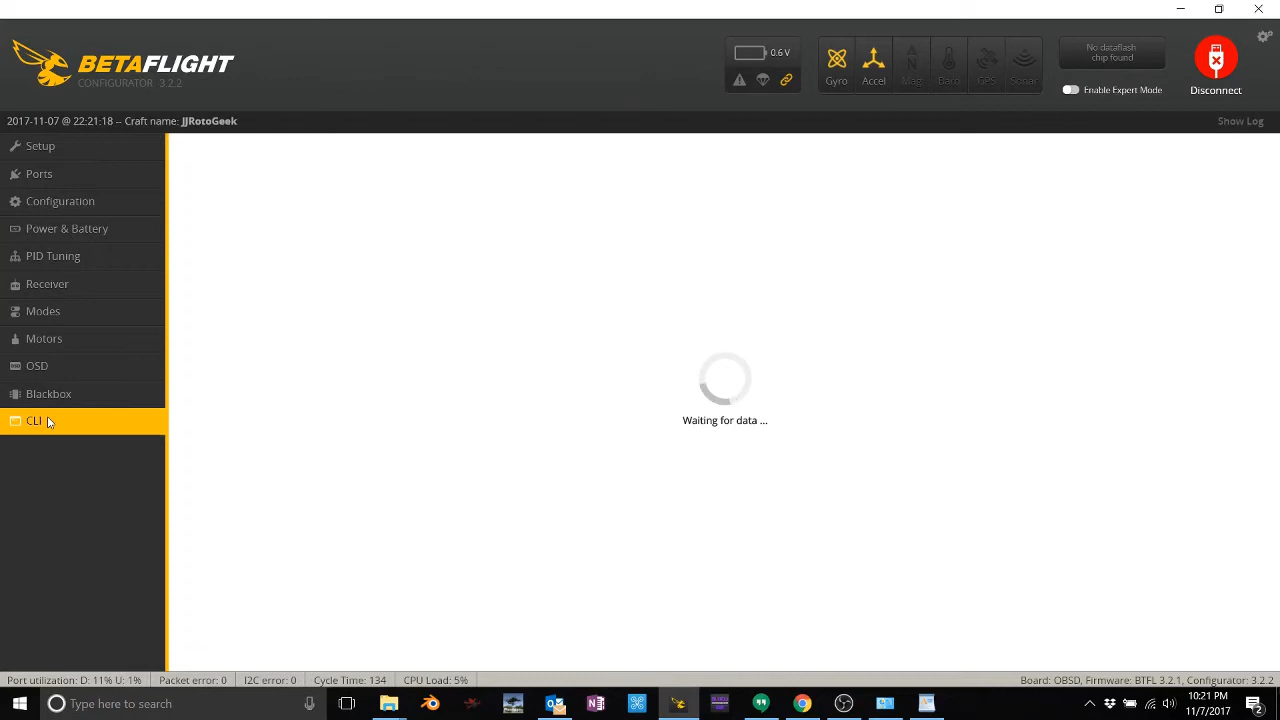 BETAFLIGHT
CONFIGURATOR 3.2.2
0.6 V
Gyro
Accel
Mag
Baro
GPS
Sonar
No dataflash
chip found
Enable Expert Mode
Disconnect
2017-11-07 @ 22:21:18 -- Craft name: JJRotoGeek
Show Log
Setup
Ports
Configuration
Power & Battery
PID Tuning
Receiver
Modes
Motors
OSD
Blackbox
CLI
Waiting for data ...
Port utilization: D: 11% U: 1%
Packet error: 0
I2C error: 0
Cycle Time: 134
CPU Load: 5%
Board: OBSD, Firmware: BTFL 3.2.1, Configurator: 3.2.2
Type here to search
10:21 PM
11/7/2017
2